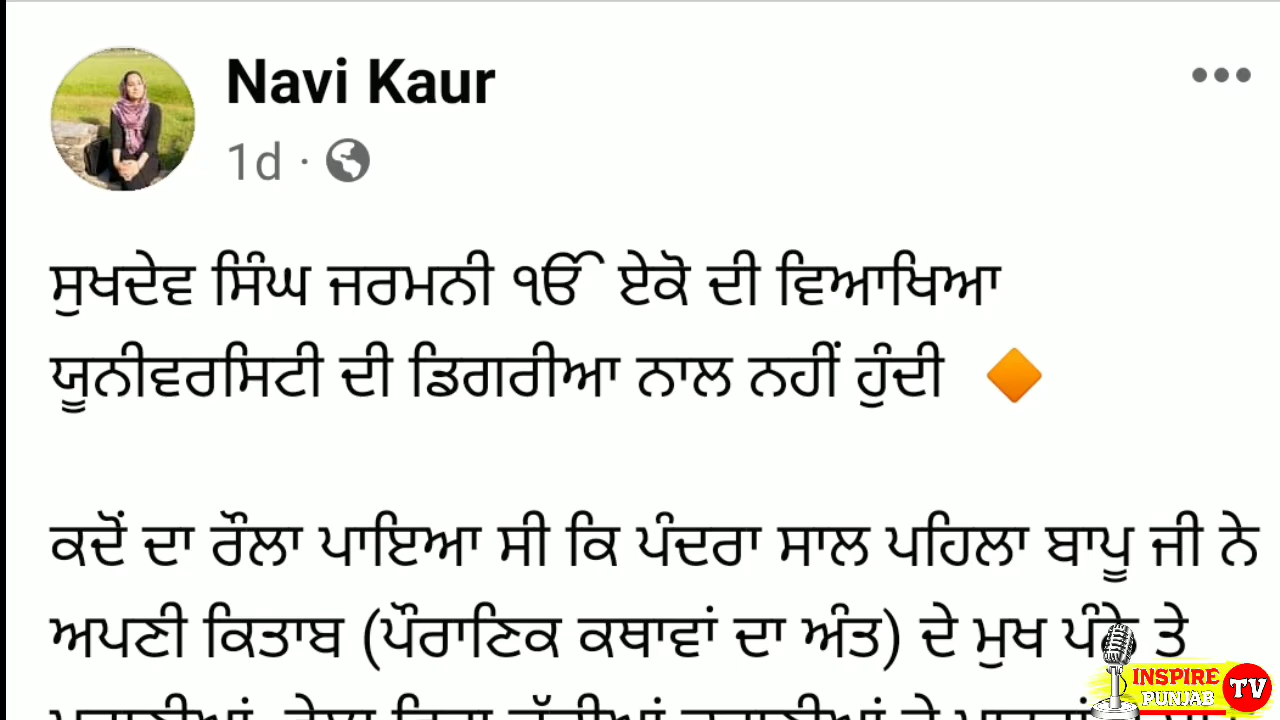 Navi Kaur
1d ·
ਸੁਖਦੇਵ ਸਿੰਘ ਜਰਮਨੀ ੴ ਏਕੋ ਦੀ ਵਿਆਖਿਆ
ਯੂਨੀਵਰਸਿਟੀ ਦੀ ਡਿਗਰੀਆ ਨਾਲ ਨਹੀਂ ਹੁੰਦੀ 🔶
ਕਦੋਂ ਦਾ ਰੌਲਾ ਪਾਇਆ ਸੀ ਕਿ ਪੰਦਰਾ ਸਾਲ ਪਹਿਲਾ ਬਾਪੂ ਜੀ ਨੇ
ਅਪਣੀ ਕਿਤਾਬ (ਪੌਰਾਣਿਕ ਕਥਾਵਾਂ ਦਾ ਅੰਤ) ਦੇ ਮੁਖ ਪੰਨੇ ਤੇ
INSPIRE
PUNJAB
TV